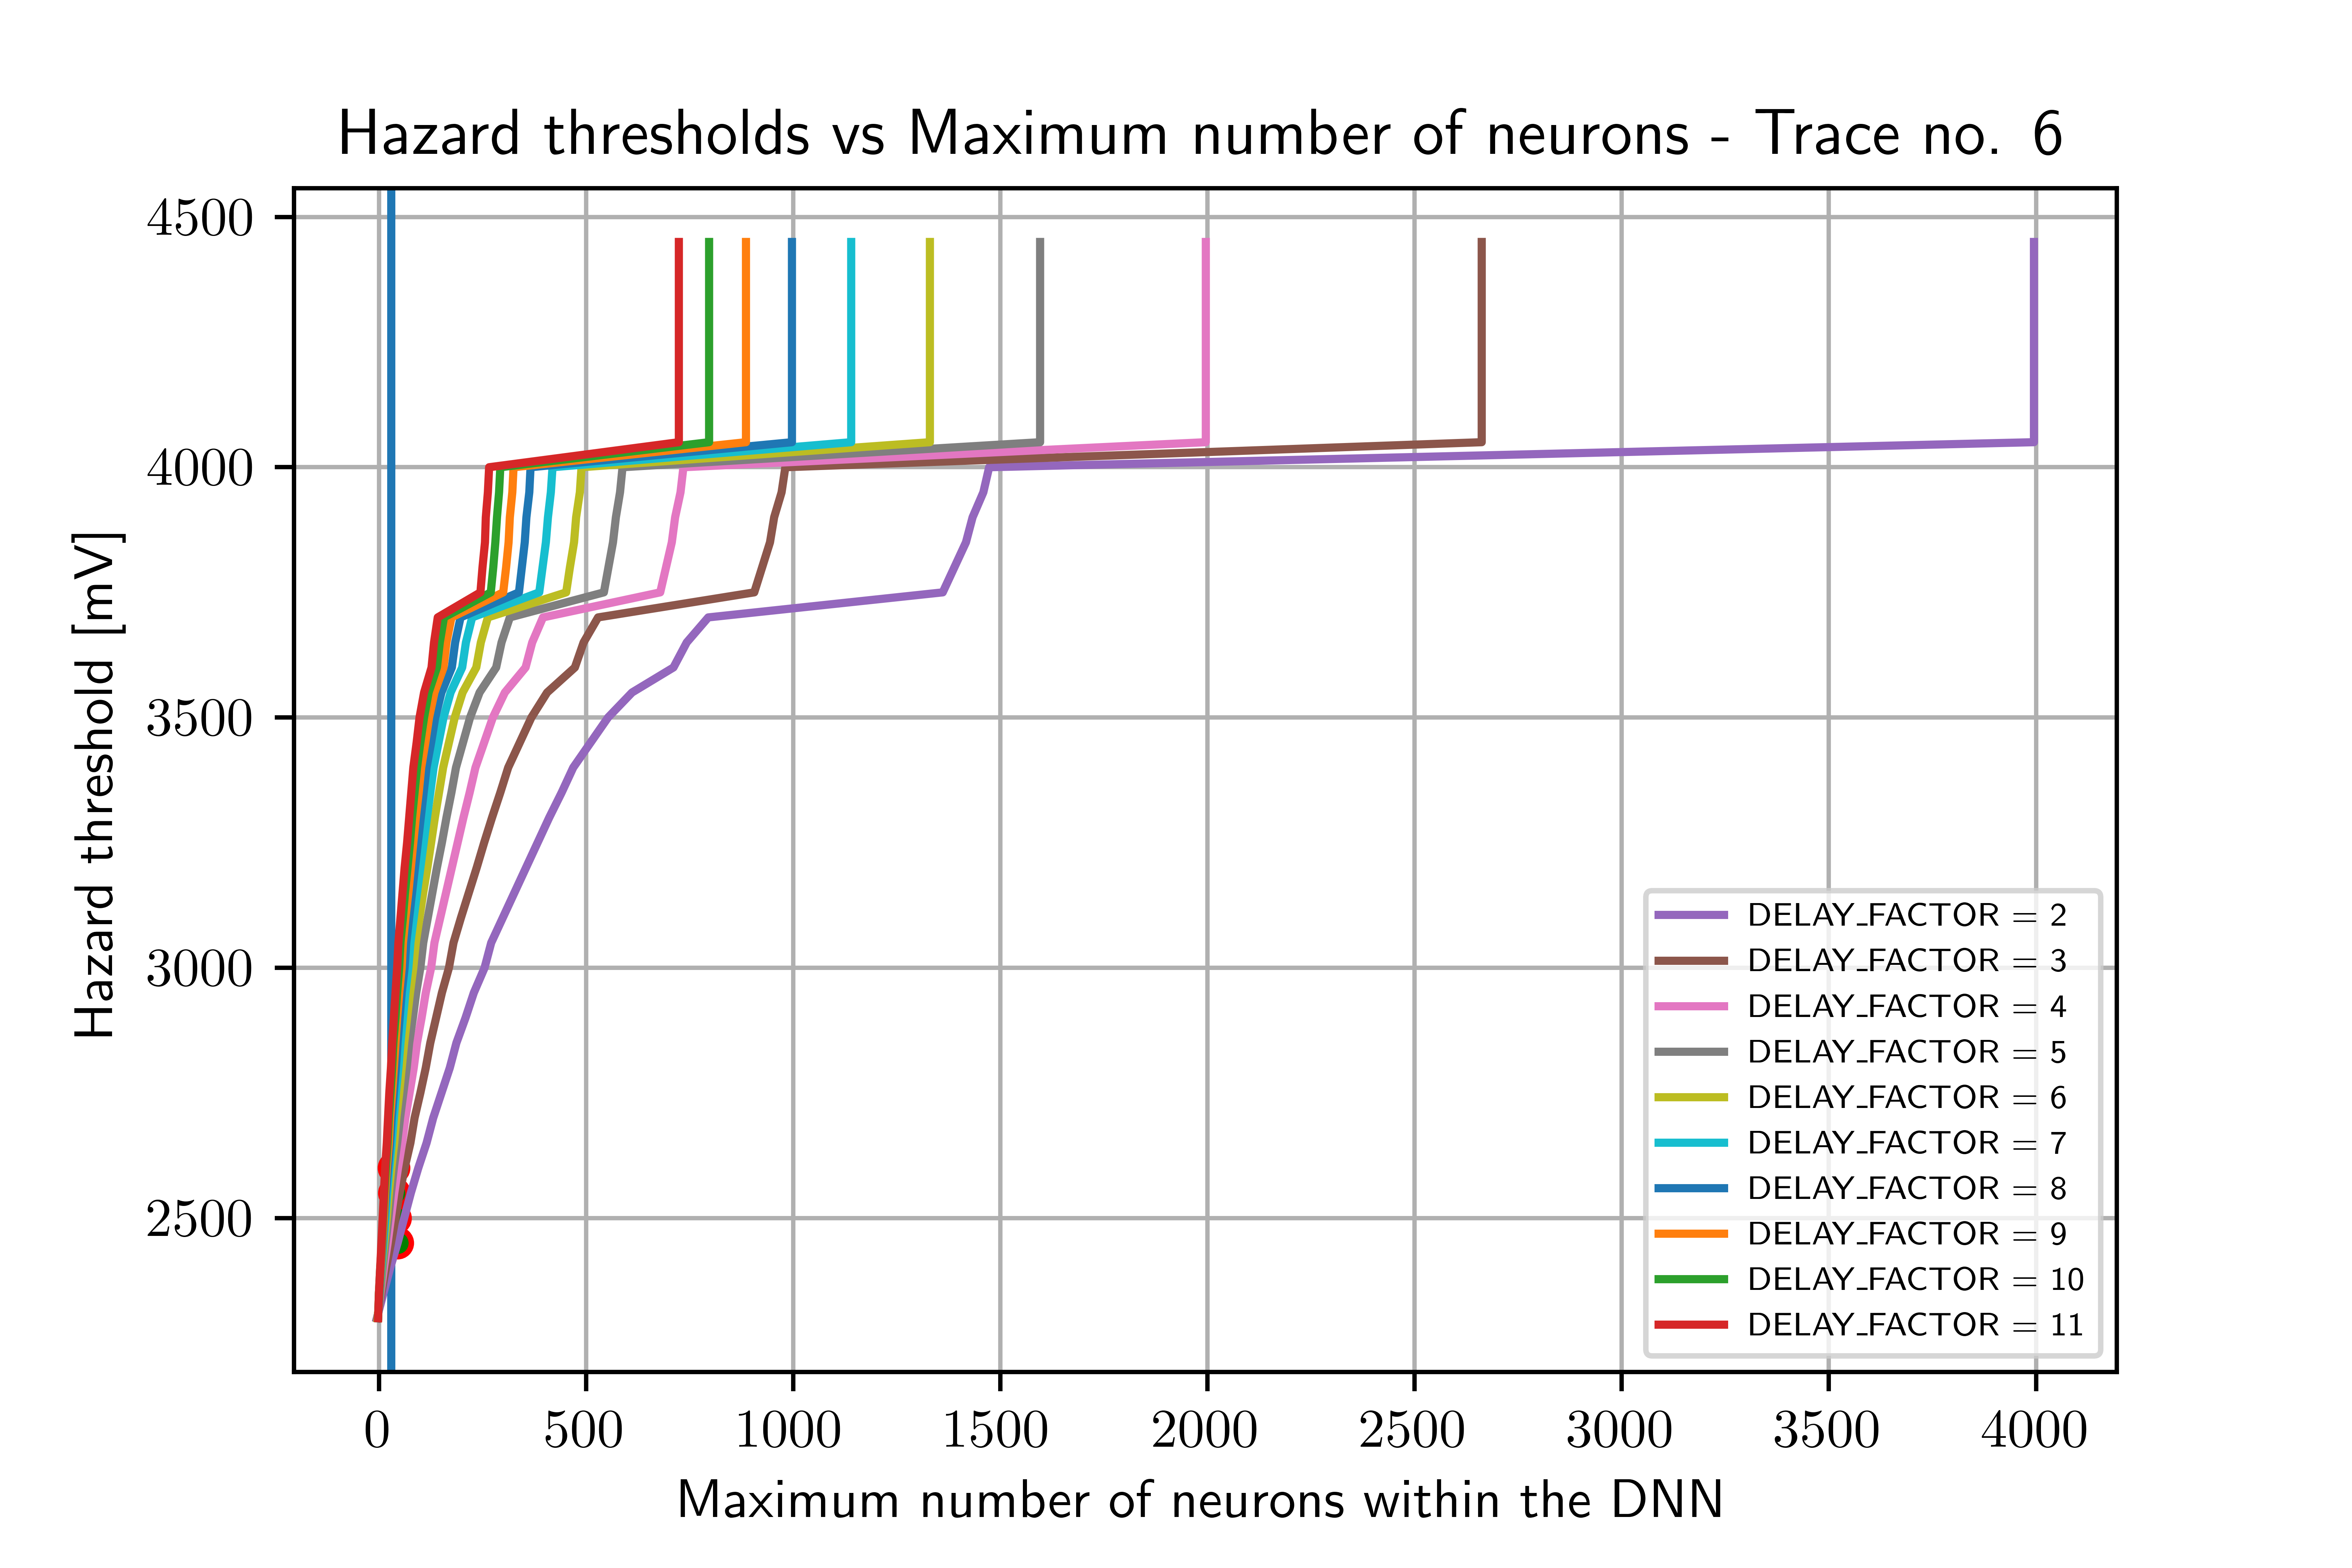 Hazard thresholds vs Maximum number of neurons - Trace no. 6
4500
4000
3500
3000
2500
Hazard threshold [mV]
DELAY_FACTOR = 2
DELAY_FACTOR = 3
DELAY_FACTOR = 4
DELAY_FACTOR = 5
DELAY_FACTOR = 6
DELAY_FACTOR = 7
DELAY_FACTOR = 8
DELAY_FACTOR = 9
DELAY_FACTOR = 10
DELAY_FACTOR = 11
0 500 1000 1500 2000 2500 3000 3500 4000
Maximum number of neurons within the DNN